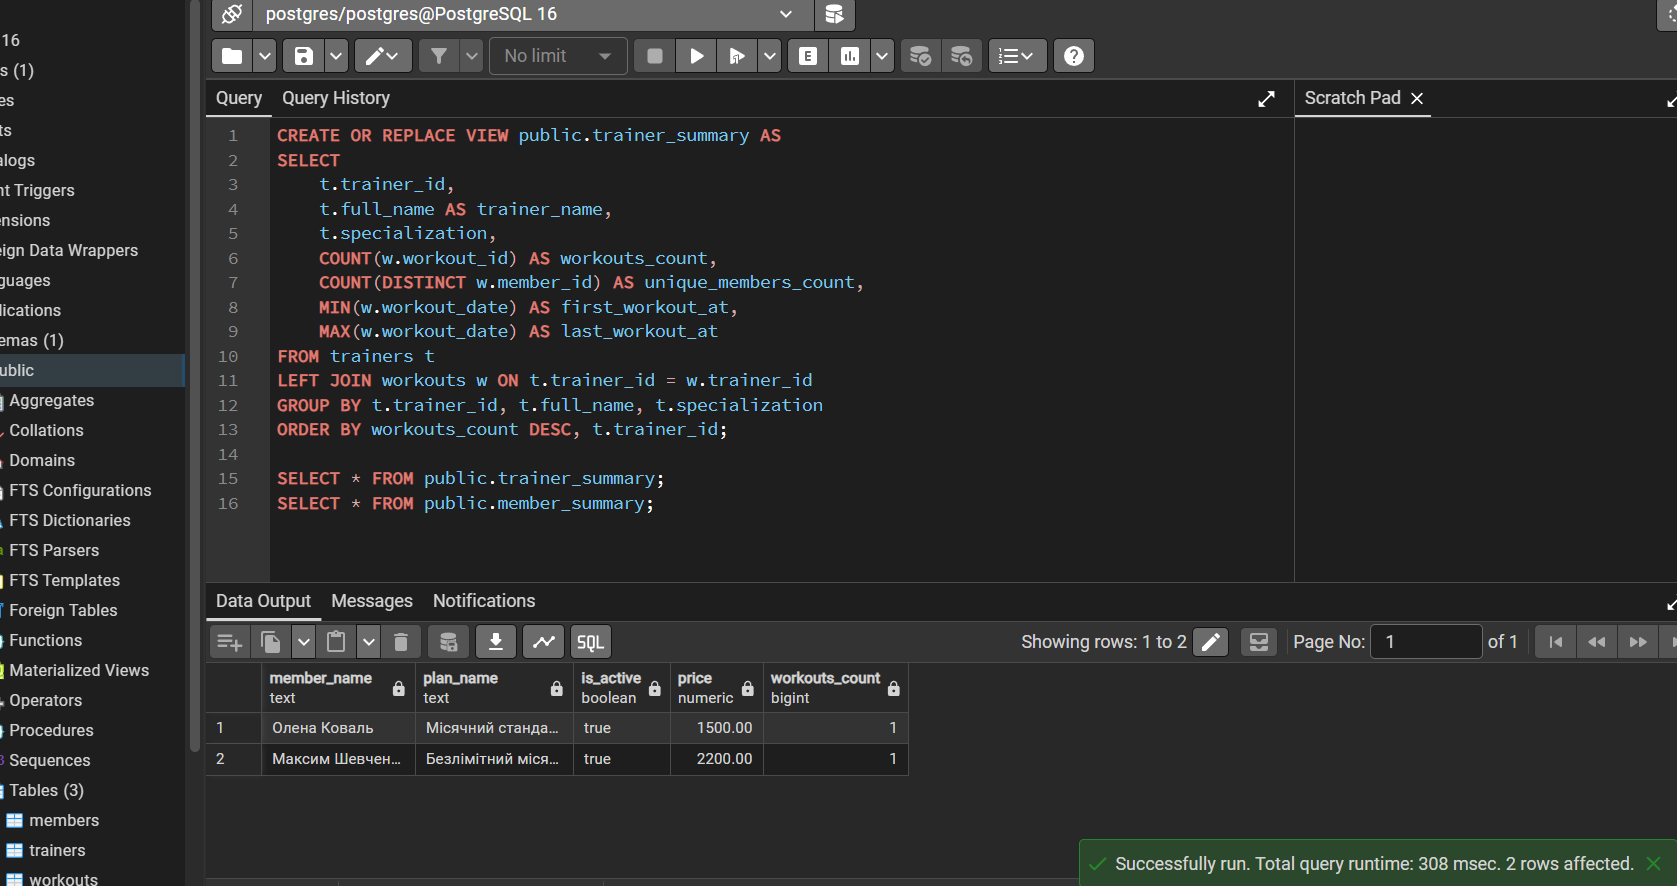 postgres/postgres@PostgreSQL 16
No limit
E
Query
Query History
Scratch Pad
16
s (1)
es
ts
alogs
nt Triggers
ensions
eign Data Wrappers
guages
lications
emas (1)
ublic
Aggregates
Collations
Domains
FTS Configurations
FTS Dictionaries
FTS Parsers
FTS Templates
Foreign Tables
Functions
Materialized Views
Operators
Procedures
Sequences
Tables (3)
members
trainers
workouts
1 CREATE OR REPLACE VIEW public.trainer_summary AS
2 SELECT
3 t.trainer_id,
4 t.full_name AS trainer_name,
5 t.specialization,
6 COUNT(w.workout_id) AS workouts_count,
7 COUNT(DISTINCT w.member_id) AS unique_members_count,
8 MIN(w.workout_date) AS first_workout_at,
9 MAX(w.workout_date) AS last_workout_at
10 FROM trainers t
11 LEFT JOIN workouts w ON t.trainer_id = w.trainer_id
12 GROUP BY t.trainer_id, t.full_name, t.specialization
13 ORDER BY workouts_count DESC, t.trainer_id;
14
15 SELECT * FROM public.trainer_summary;
16 SELECT * FROM public.member_summary;
Data Output
Messages
Notifications
SQL
Showing rows: 1 to 2
Page No: 1 of 1
member_name plan_name is_active price workouts_count
text text boolean numeric bigint
1 Олена Коваль Місячний станда... true 1500.00 1
2 Максим Шевчен... Безлімітний міся... true 2200.00 1
Successfully run. Total query runtime: 308 msec. 2 rows affected.